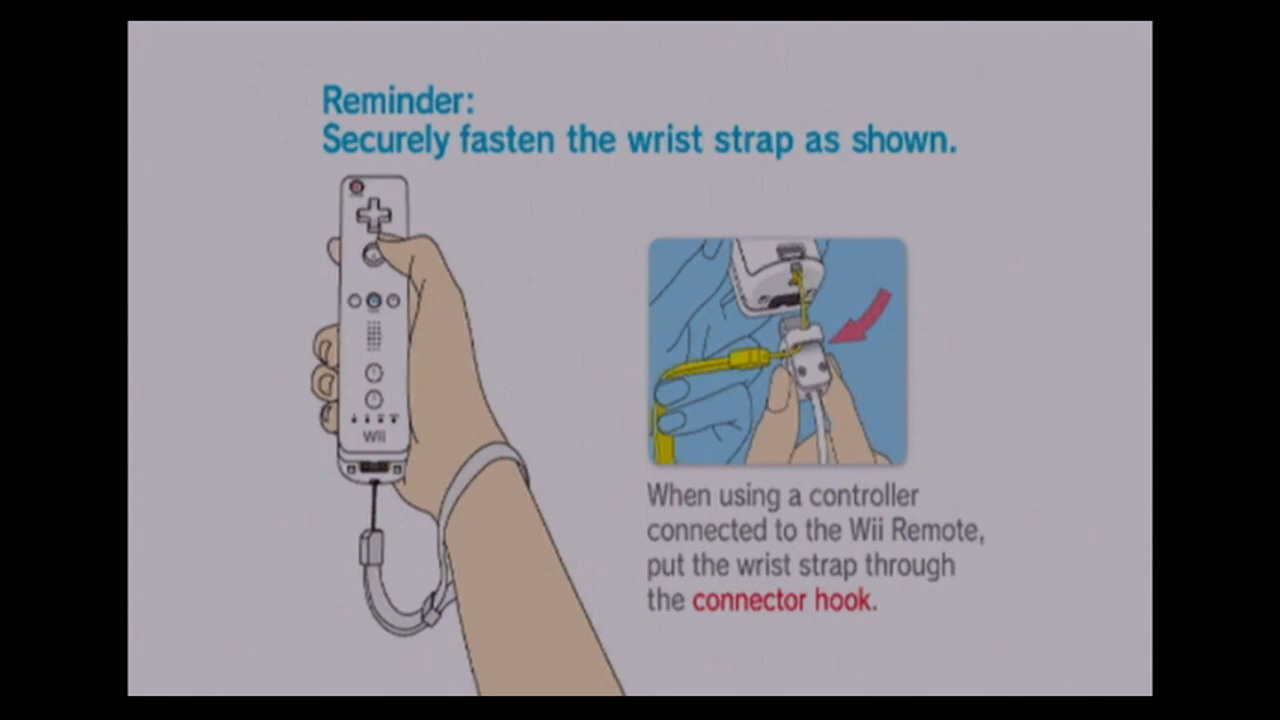 Reminder:
Securely fasten the wrist strap as shown.
Wii
When using a controller
connected to the Wii Remote,
put the wrist strap through
the connector hook.